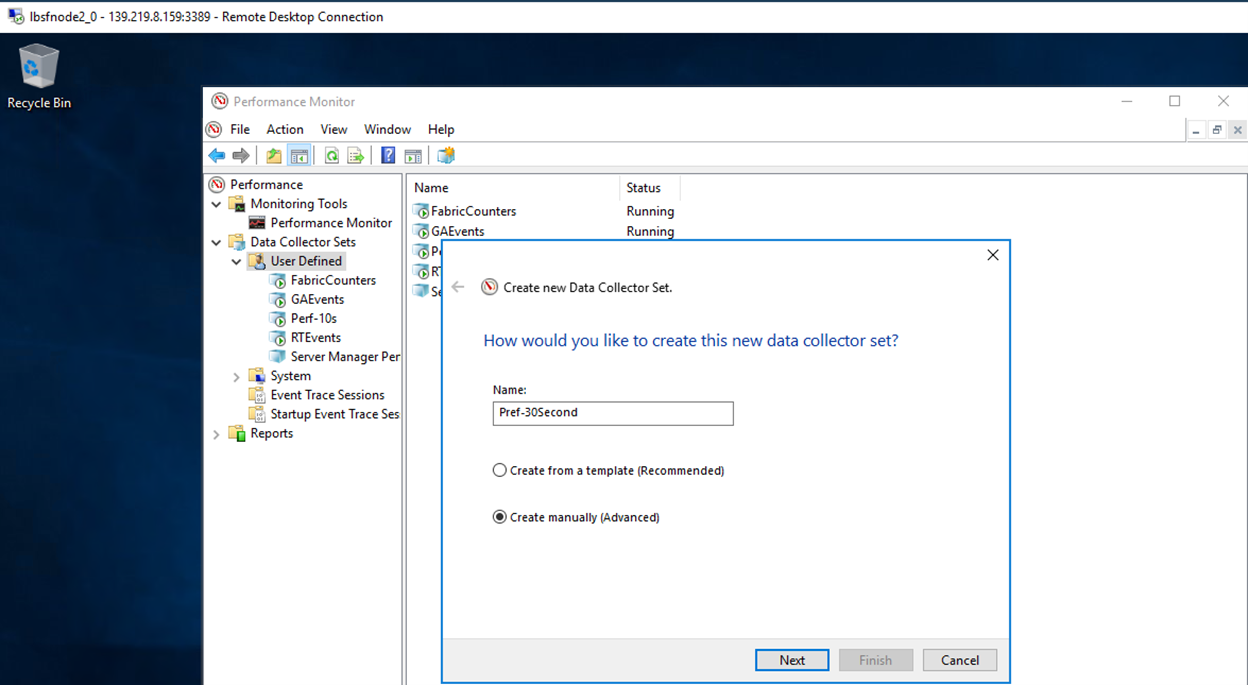 lbsfnode2_0 - 139.219.8.159:3389 - Remote Desktop Connection
Recycle Bin
Performance Monitor
File Action View Window Help
Performance
Monitoring Tools
Performance Monitor
Data Collector Sets
User Defined
FabricCounters
GAEvents
Perf-10s
RTEvents
Server Manager Per
System
Event Trace Sessions
Startup Event Trace Ses
Reports
Name Status
FabricCounters Running
GAEvents Running
Create new Data Collector Set.
How would you like to create this new data collector set?
Name:
Pref-30Second
Create from a template (Recommended)
Create manually (Advanced)
Next Finish Cancel